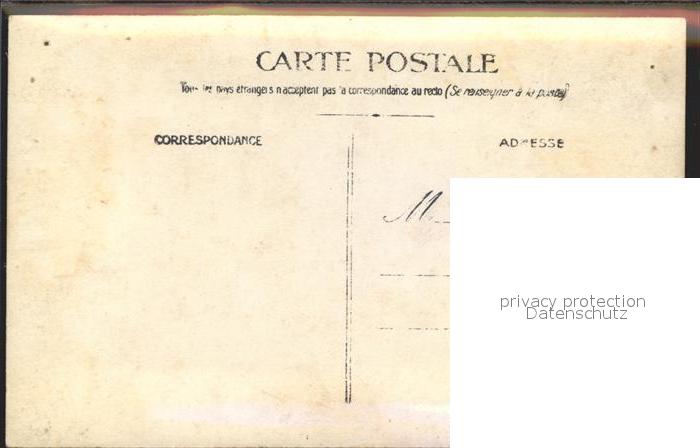 CARTE POSTALE
Tous les pays étrangers n'acceptent pas la correspondance au recto (Se renseigner à la poste)
CORRESPONDANCE
ADRESSE
M
privacy protection
Datenschutz